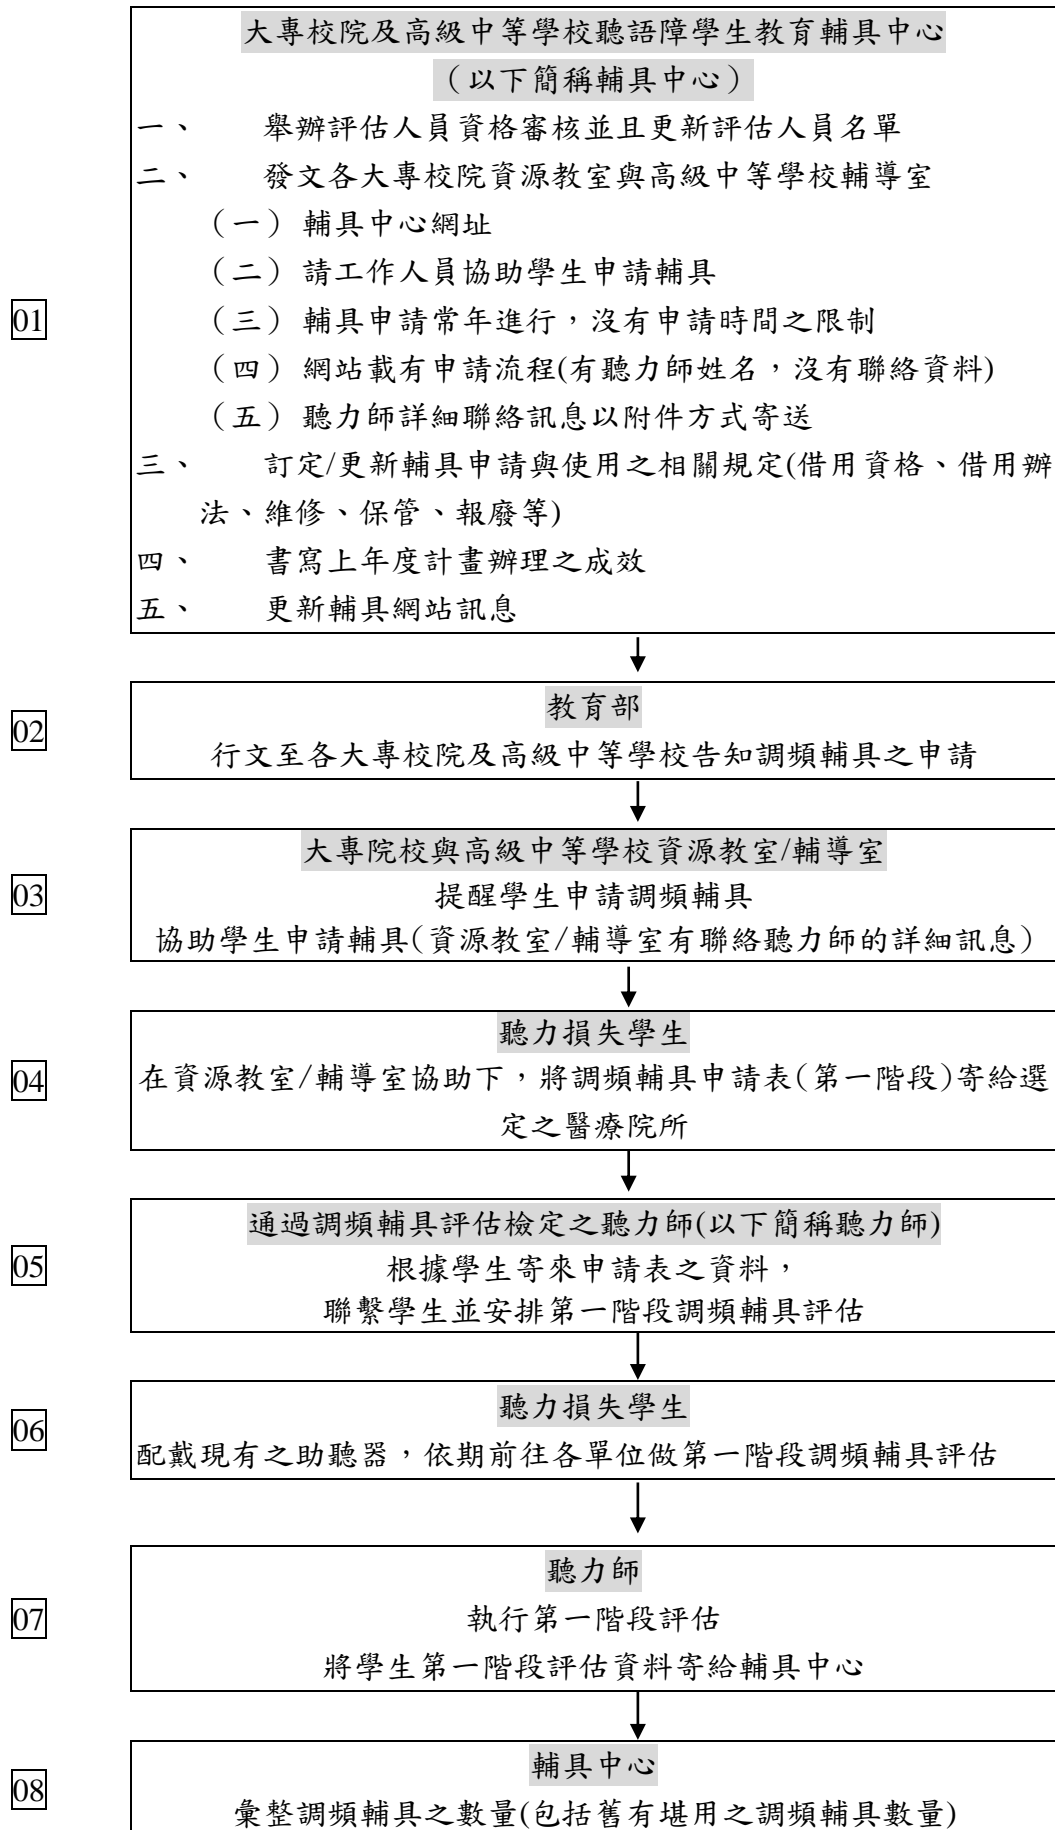 大專校院及高級中等學校聽語障學生教育輔具中心
（以下簡稱輔具中心）
一、 舉辦評估人員資格審核並且更新評估人員名單
二、 發文各大專校院資源教室與高級中等學校輔導室
（一） 輔具中心網址
（二） 請工作人員協助學生申請輔具
01
（三） 輔具申請常年進行，沒有申請時間之限制
（四） 網站載有申請流程(有聽力師姓名，沒有聯絡資料)
（五） 聽力師詳細聯絡訊息以附件方式寄送
三、 訂定/更新輔具申請與使用之相關規定(借用資格、借用辦
法、維修、保管、報廢等)
四、 書寫上年度計畫辦理之成效
五、 更新輔具網站訊息
02
教育部
行文至各大專校院及高級中等學校告知調頻輔具之申請
03
大專院校與高級中等學校資源教室/輔導室
提醒學生申請調頻輔具
協助學生申請輔具(資源教室/輔導室有聯絡聽力師的詳細訊息)
04
聽力損失學生
在資源教室/輔導室協助下，將調頻輔具申請表(第一階段)寄給選
定之醫療院所
05
通過調頻輔具評估檢定之聽力師(以下簡稱聽力師)
根據學生寄來申請表之資料，
聯繫學生並安排第一階段調頻輔具評估
06
聽力損失學生
配戴現有之助聽器，依期前往各單位做第一階段調頻輔具評估
07
聽力師
執行第一階段評估
將學生第一階段評估資料寄給輔具中心
08
輔具中心
彙整調頻輔具之數量(包括舊有堪用之調頻輔具數量)